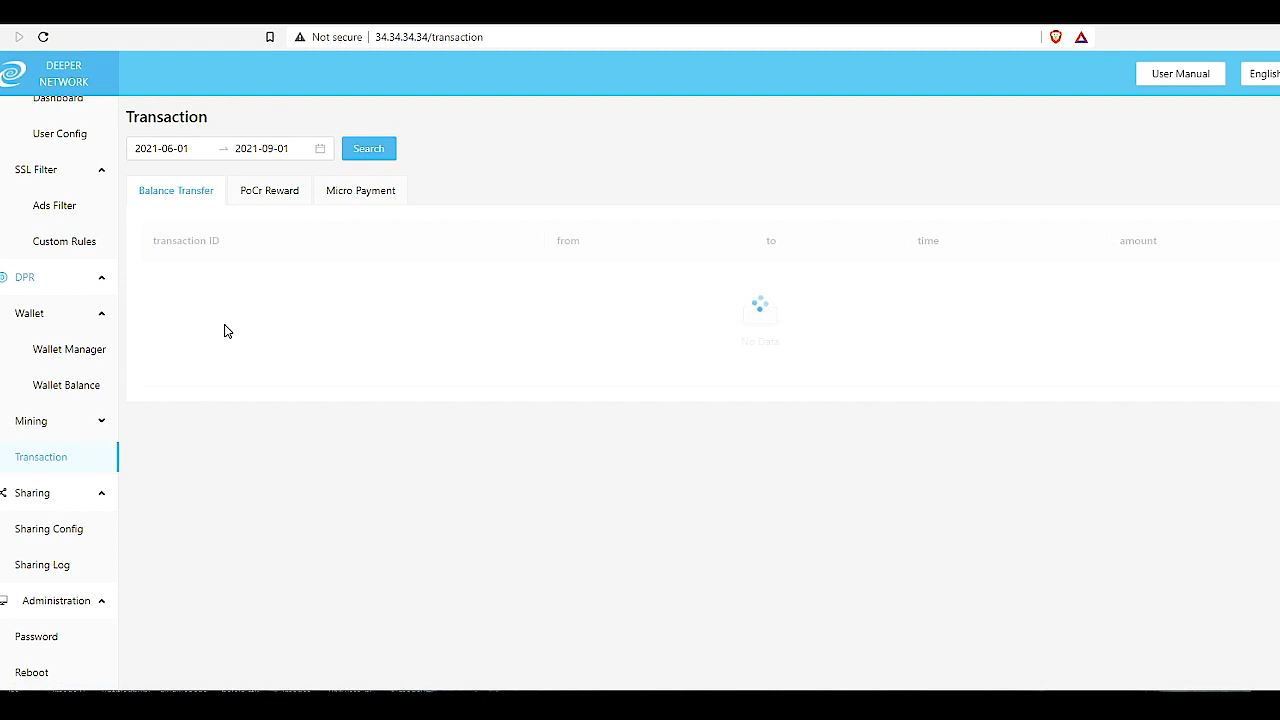 Not secure | 34.34.34.34/transaction
DEEPER
NETWORK
User Manual
English
Dashboard
User Config
SSL Filter
Ads Filter
Custom Rules
DPR
Wallet
Wallet Manager
Wallet Balance
Mining
Transaction
Sharing
Sharing Config
Sharing Log
Administration
Password
Reboot
Transaction
2021-06-01 → 2021-09-01
Search
Balance Transfer
PoCr Reward
Micro Payment
transaction ID
from
to
time
amount
No Data